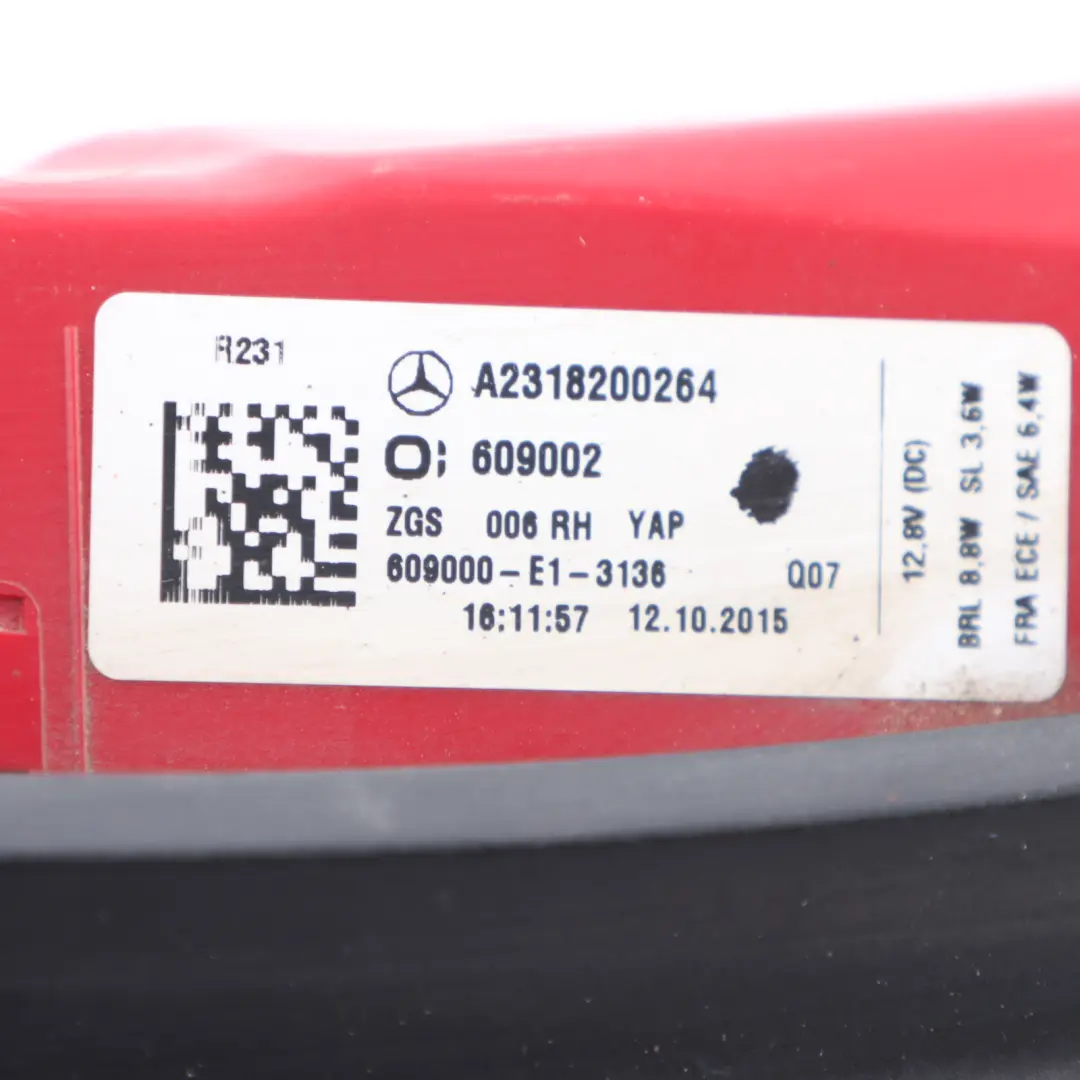 R231
A2318200264
O; 609002
ZGS 006 RH YAP
609000-E1-3136 Q07
16:11:57 12.10.2015
12,8V (DC)
BRL 8,8W SL 3,6W
FRA ECE / SAE 6,4W